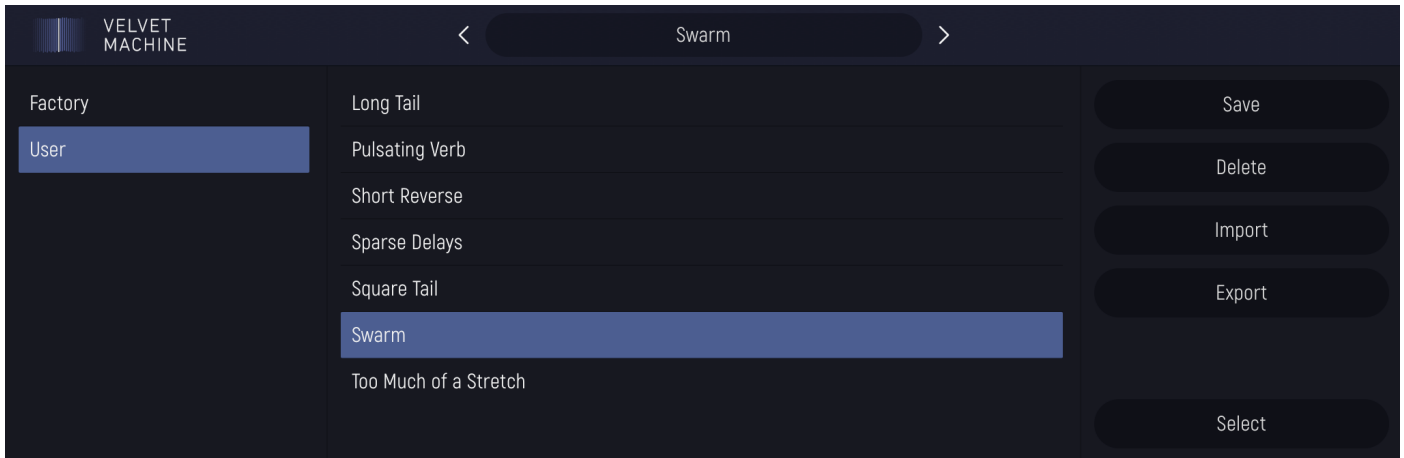 VELVET
MACHINE
Swarm
Factory
User
Long Tail
Pulsating Verb
Short Reverse
Sparse Delays
Square Tail
Swarm
Too Much of a Stretch
Save
Delete
Import
Export
Select